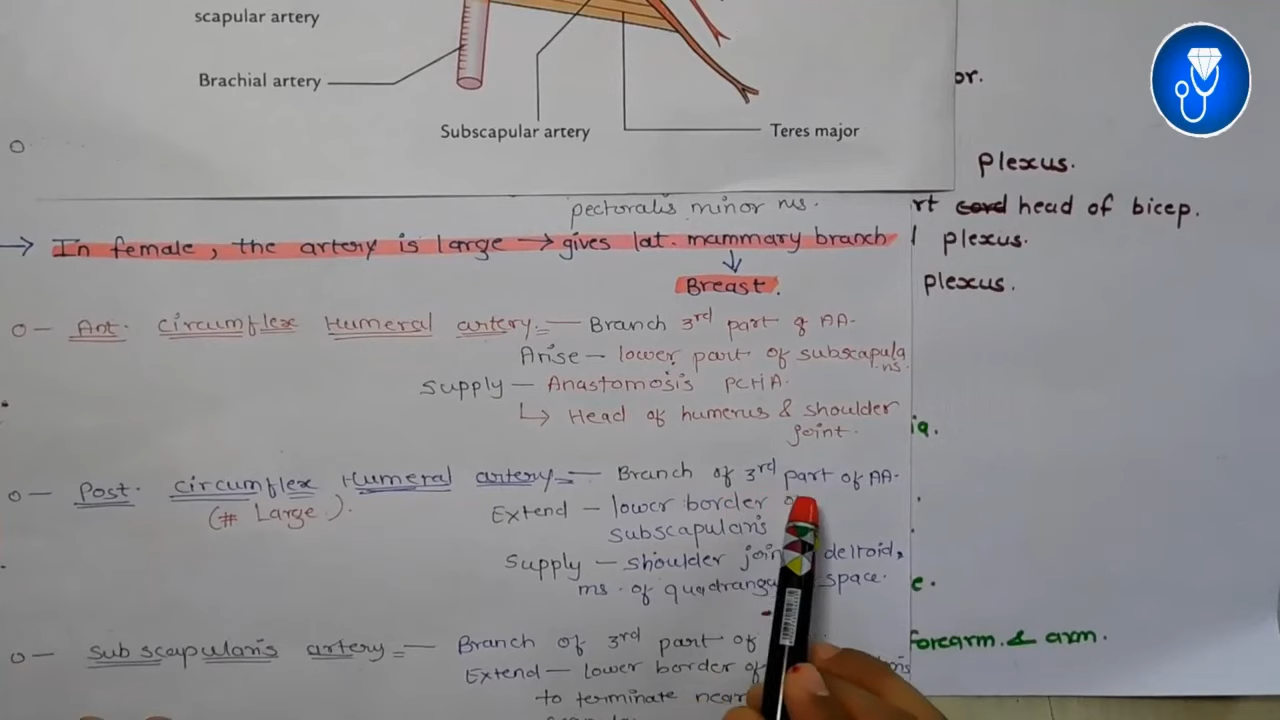 scapular artery
Brachial artery
Subscapular artery
Teres major
or.
plexus.
pectoralis minor ms.
rt head of bicep.
→ In female, the artery is large → gives lat. mammary branch
plexus.
↓
Breast.
plexus.
o – Ant. circumflex Humeral artery. – Branch 3rd part of AA.
Arise – lower part of subscapula
ns.
supply – Anastomosis PCHA.
↳ Head of humerus & shoulder
joint.
o – Post. circumflex Humeral artery – Branch of 3rd part of AA.
(# Large).
Extend – lower border
subscapularis
supply – shoulder deltoid,
ms. of space.
o – Subscapularis artery – Branch of 3rd part of
forearm. & arm.
Extend – lower border of
to terminate near